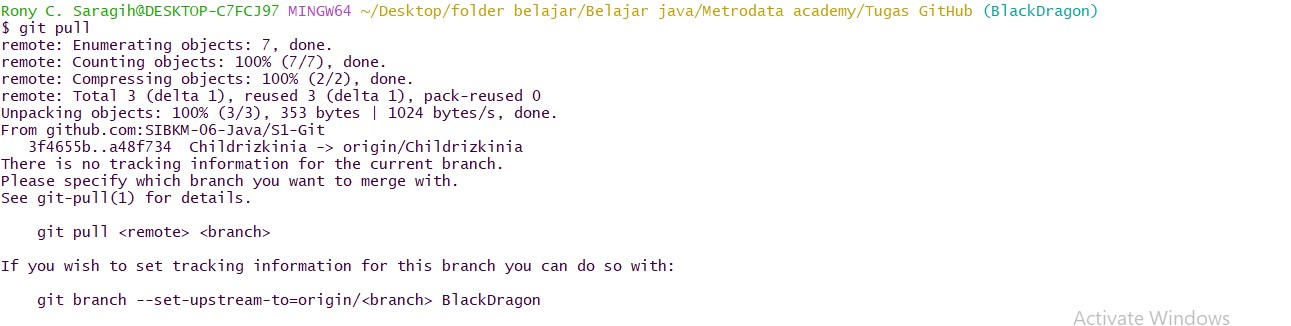 Rony C. Saragih@DESKTOP-C7FCJ97 MINGW64 ~/Desktop/folder belajar/Belajar java/Metrodata academy/Tugas GitHub (BlackDragon)
$ git pull
remote: Enumerating objects: 7, done.
remote: Counting objects: 100% (7/7), done.
remote: Compressing objects: 100% (2/2), done.
remote: Total 3 (delta 1), reused 3 (delta 1), pack-reused 0
Unpacking objects: 100% (3/3), 353 bytes | 1024 bytes/s, done.
From github.com:SIBKM-06-Java/S1-Git
   3f4655b..a48f734  Childrizkinia -> origin/Childrizkinia
There is no tracking information for the current branch.
Please specify which branch you want to merge with.
See git-pull(1) for details.

    git pull <remote> <branch>

If you wish to set tracking information for this branch you can do so with:

    git branch --set-upstream-to=origin/<branch> BlackDragon
Activate Windows